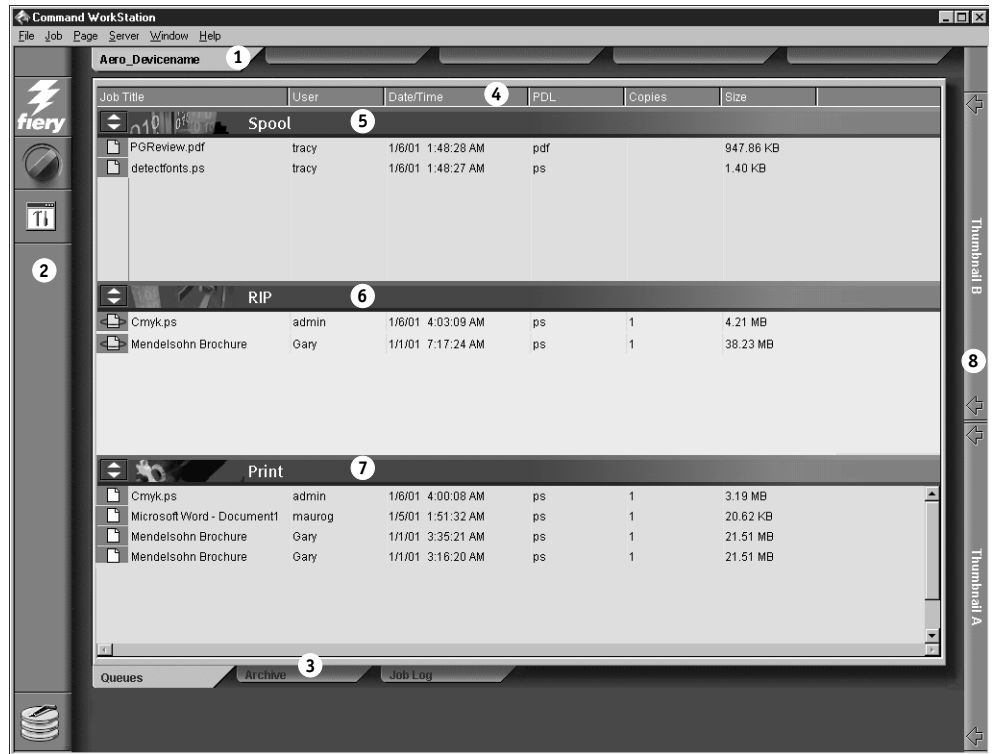 Command WorkStation
File Job Page Server Window Help
Aero_Devicename 1
Job Title User Date/Time 4 PDL Copies Size
fiery
Spool 5
PGReview.pdf tracy 1/6/01 1:48:28 AM pdf 947.86 KB
detectfonts.ps tracy 1/6/01 1:48:27 AM ps 1.40 KB
2
RIP 6
Cmyk.ps admin 1/6/01 4:03:09 AM ps 1 4.21 MB
Mendelsohn Brochure Gary 1/1/01 7:17:24 AM ps 1 38.23 MB
Print 7
Cmyk.ps admin 1/6/01 4:00:08 AM ps 1 3.19 MB
Microsoft Word - Document1 maurog 1/5/01 1:51:32 AM ps 1 20.62 KB
Mendelsohn Brochure Gary 1/1/01 3:35:21 AM ps 1 21.51 MB
Mendelsohn Brochure Gary 1/1/01 3:16:20 AM ps 1 21.51 MB
Queues Archive 3 Job Log
Thumbnail B
8
Thumbnail A